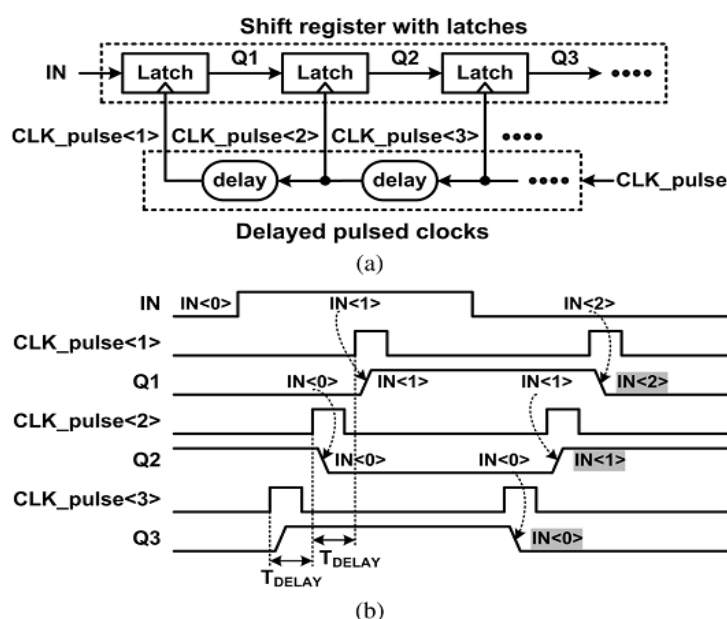 Shift register with latches
IN Latch Q1 Latch Q2 Latch Q3
CLK_pulse<1> CLK_pulse<2> CLK_pulse<3>
delay delay CLK_pulse
Delayed pulsed clocks
(a)
IN IN<0> IN<1> IN<2>
CLK_pulse<1>
Q1 IN<0> IN<1> IN<1> IN<2>
CLK_pulse<2>
Q2 IN<0> IN<0> IN<1>
CLK_pulse<3>
Q3 IN<0>
TDELAY
TDELAY
(b)